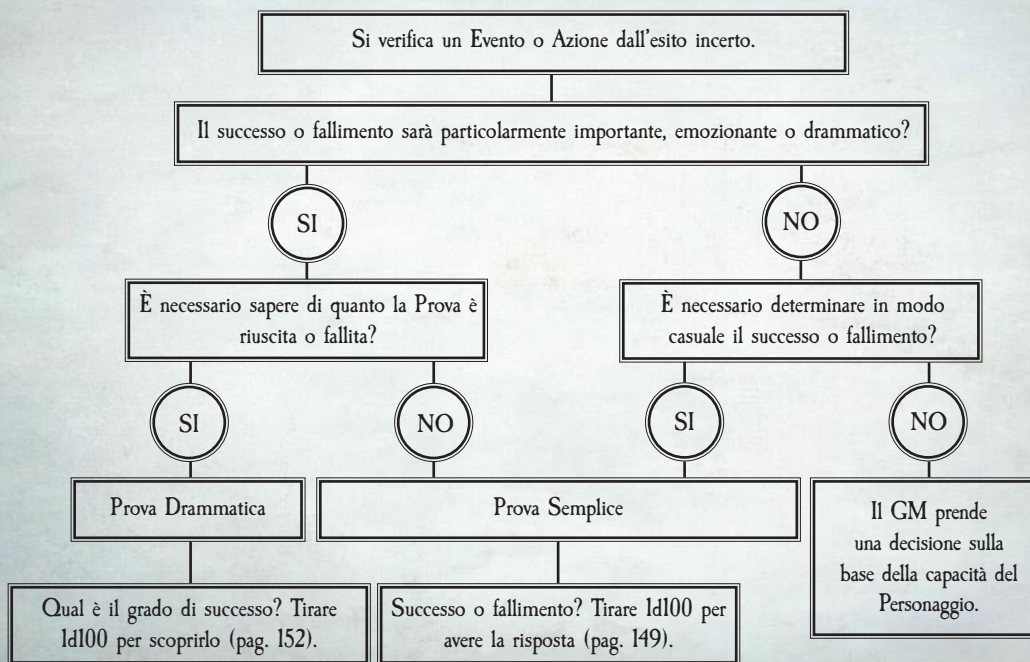 Si verifica un Evento o Azione dall'esito incerto.
Il successo o fallimento sarà particolarmente importante, emozionante o drammatico?
SI
NO
È necessario sapere di quanto la Prova è
riuscita o fallita?
È necessario determinare in modo
casuale il successo o fallimento?
SI
NO
SI
NO
Prova Drammatica
Prova Semplice
Il GM prende
una decisione sulla
base della capacità del
Personaggio.
Qual è il grado di successo? Tirare
1d100 per scoprirlo (pag. 152).
Successo o fallimento? Tirare 1d100 per
avere la risposta (pag. 149).